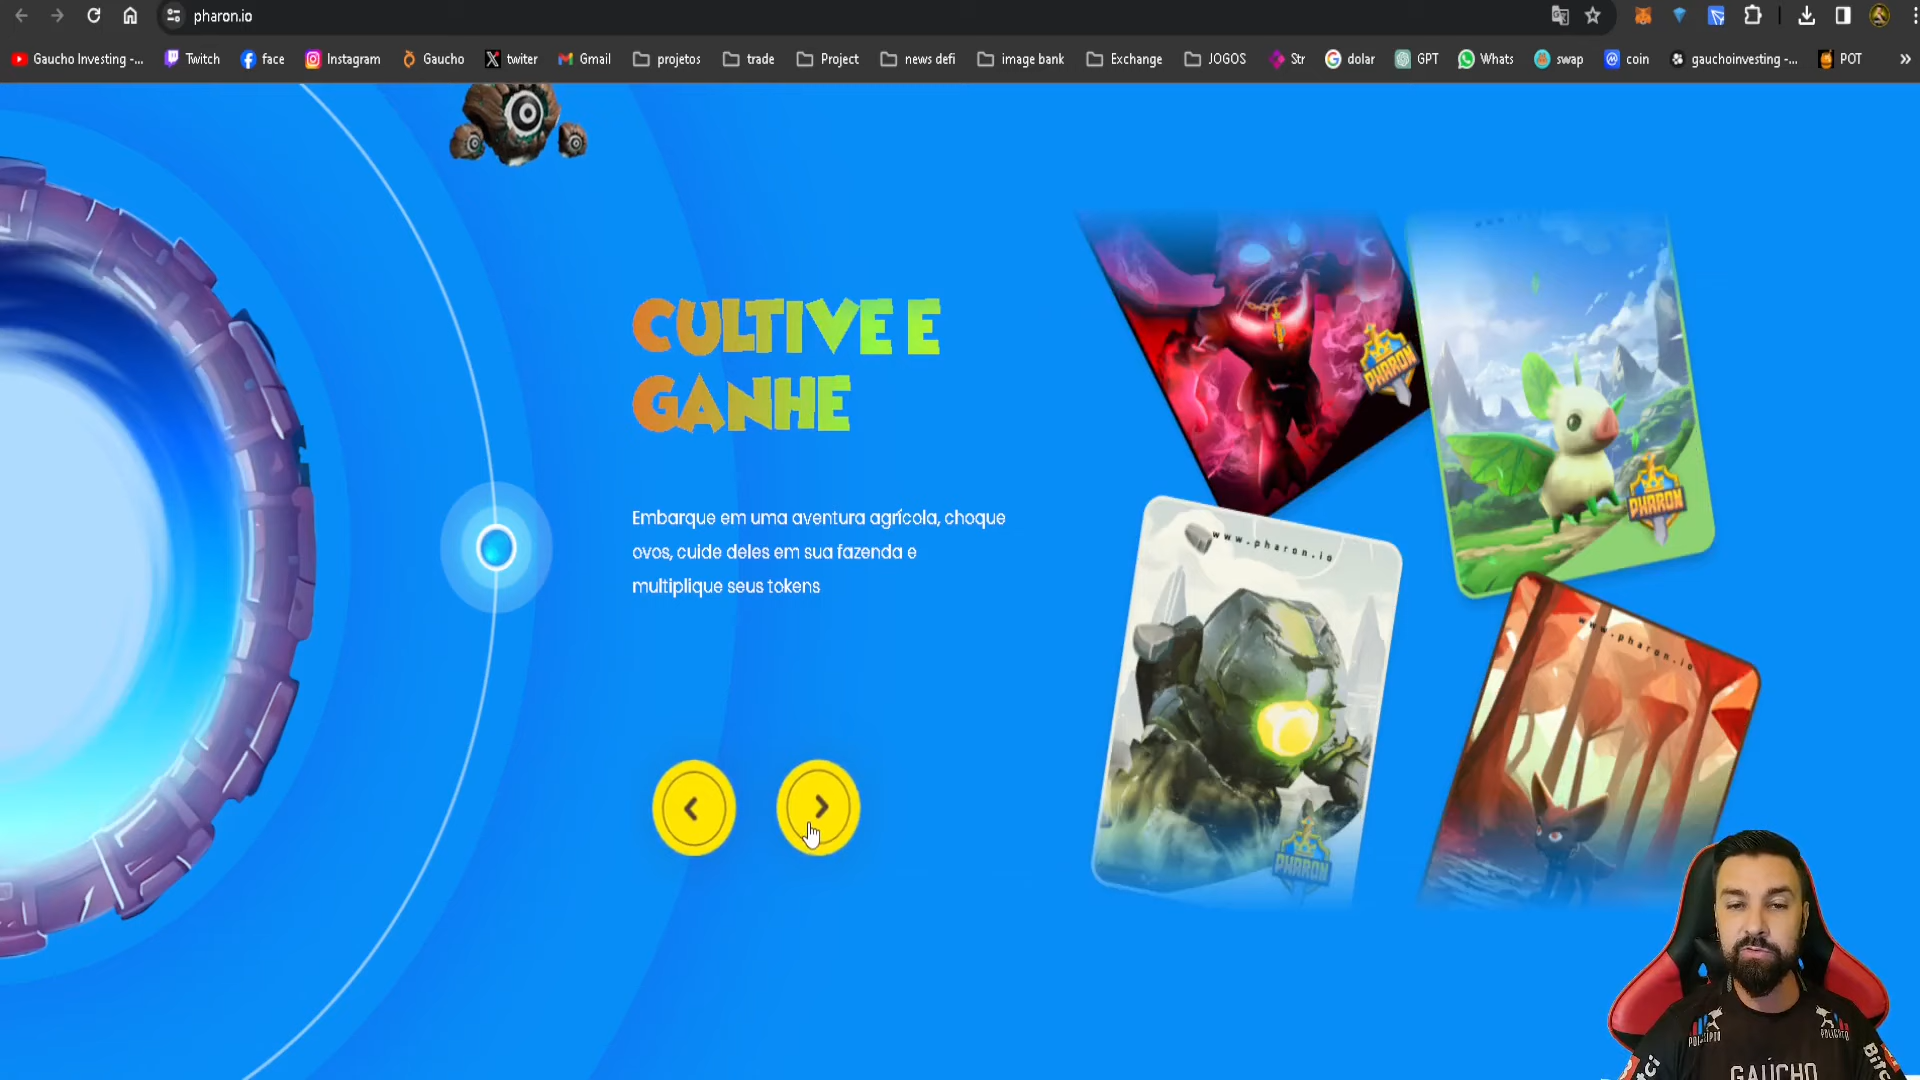 pharon.io
Gaucho Investing -...
Twitch
face
Instagram
Gaucho
twiter
Gmail
projetos
trade
Project
news defi
image bank
Exchange
JOGOS
Str
dolar
GPT
Whats
swap
coin
gauchoinvesting -...
POT
CULTIVE E
GANHE
Embarque em uma aventura agrícola, choque
ovos, cuide deles em sua fazenda e
multiplique seus tokens
PHARON
PHARON
www.pharon.io
PHARON
www.pharon.io
GAÚCHO